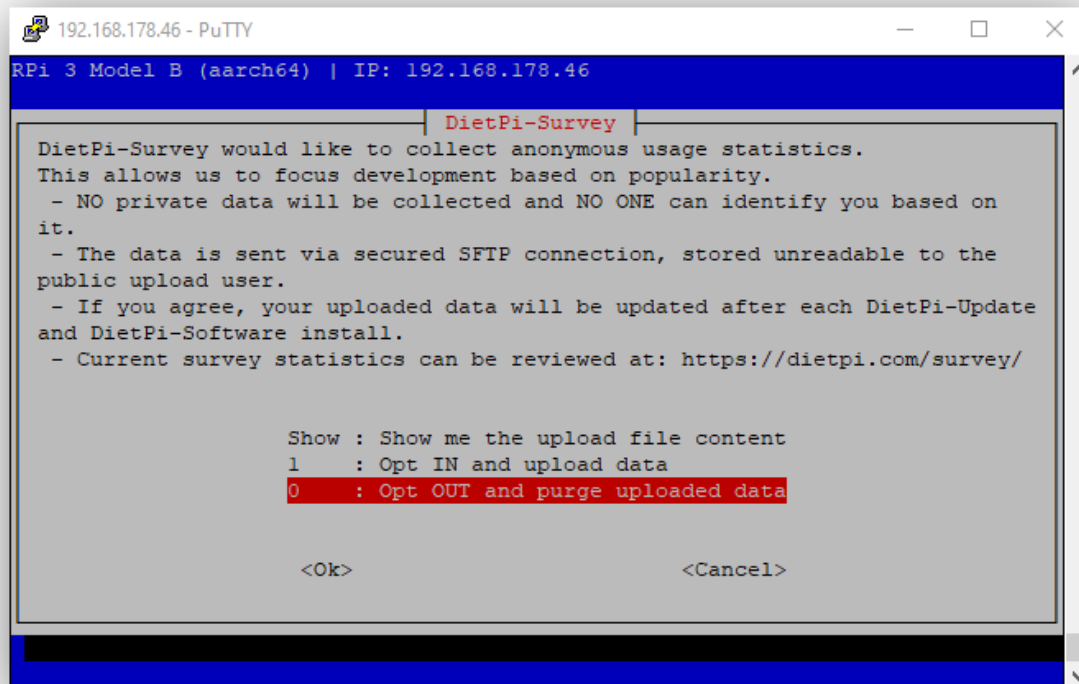 192.168.178.46 - PuTTY
RPi 3 Model B (aarch64) | IP: 192.168.178.46
DietPi-Survey
DietPi-Survey would like to collect anonymous usage statistics.
This allows us to focus development based on popularity.
- NO private data will be collected and NO ONE can identify you based on
it.
- The data is sent via secured SFTP connection, stored unreadable to the
public upload user.
- If you agree, your uploaded data will be updated after each DietPi-Update
and DietPi-Software install.
- Current survey statistics can be reviewed at: https://dietpi.com/survey/
Show : Show me the upload file content
1 : Opt IN and upload data
0 : Opt OUT and purge uploaded data
<Ok> <Cancel>